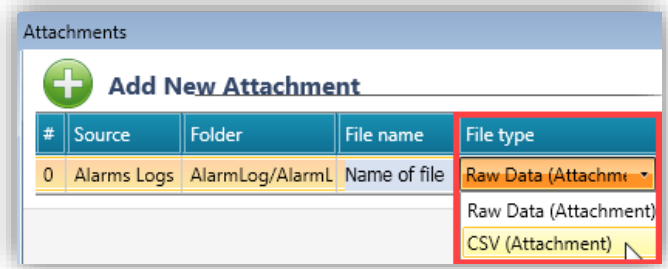 Attachments
Add New Attachment
# Source Folder File name File type
0 Alarms Logs AlarmLog/AlarmL Name of file Raw Data (Attachme
Raw Data (Attachment)
CSV (Attachment)